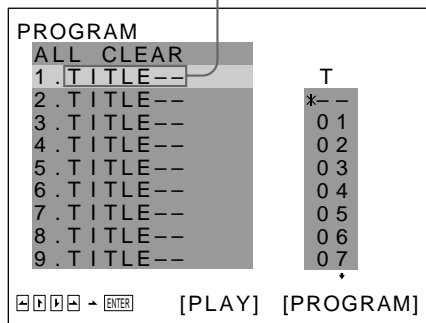 PROGRAM
ALL CLEAR
1. TITLE-- T
2. TITLE-- *--
3. TITLE-- 01
4. TITLE-- 02
5. TITLE-- 03
6. TITLE-- 04
7. TITLE-- 05
8. TITLE-- 06
9. TITLE-- 07
ENTER [PLAY] [PROGRAM]